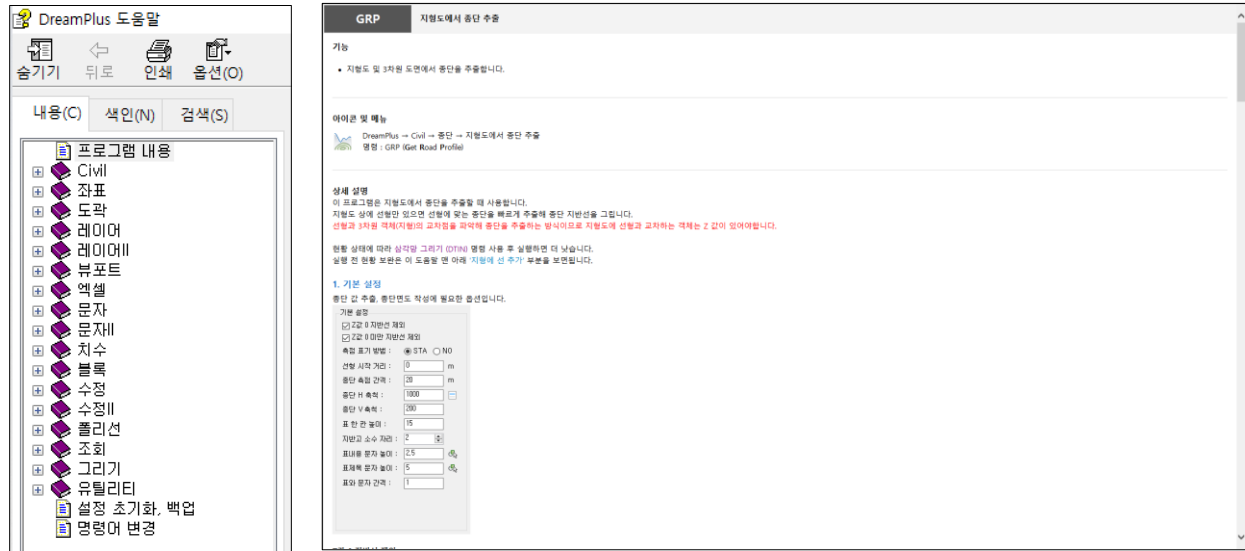 DreamPlus 도움말
숨기기 뒤로 인쇄 옵션(O)
내용(C) 색인(N) 검색(S)
프로그램 내용
Civil
좌표
도곽
레이어
레이어II
뷰포트
엑셀
문자
문자II
치수
블록
수정
수정II
폴리선
조회
그리기
유틸리티
설정 초기화, 백업
명령어 변경
GRP 지형도에서 종단 추출
기능
• 지형도 및 3차원 도면에서 종단을 추출합니다.
아이콘 및 메뉴
DreamPlus → Civil → 종단 → 지형도에서 종단 추출
명령 : GRP (Get Road Profile)
상세 설명
이 프로그램은 지형도에서 종단을 추출할 때 사용합니다.
지형도 상에 선형만 있으면 선형에 맞는 종단을 빠르게 추출해 종단 지반선을 그립니다.
선형과 3차원 객체(지형)의 교차점을 파악해 종단을 추출하는 방식이므로 지형도에 선형과 교차하는 객체는 Z 값이 있어야합니다.
현황 상태에 따라 삼각망 그리기 (DTIN) 명령 사용 후 실행하면 더 낫습니다.
실행 전 현황 보완은 이 도움말 맨 아래 '지형에 선 추가' 부분을 보면됩니다.
1. 기본 설정
종단 값 추출, 종단면도 작성에 필요한 옵션입니다.
기본 설정
Z값 0 지반선 제외
Z값 0 미만 지반선 제외
측점 표기 방법 : STA NO
선형 시작 거리 : 0 m
종단 측점 간격 : 20 m
종단 H 축척 : 1000
종단 V 축척 : 200
표 한 칸 높이 : 15
지반고 소수 자리 : 2
표내용 문자 높이 : 2.5
표제목 문자 높이 : 5
표와 문자 간격 : 1